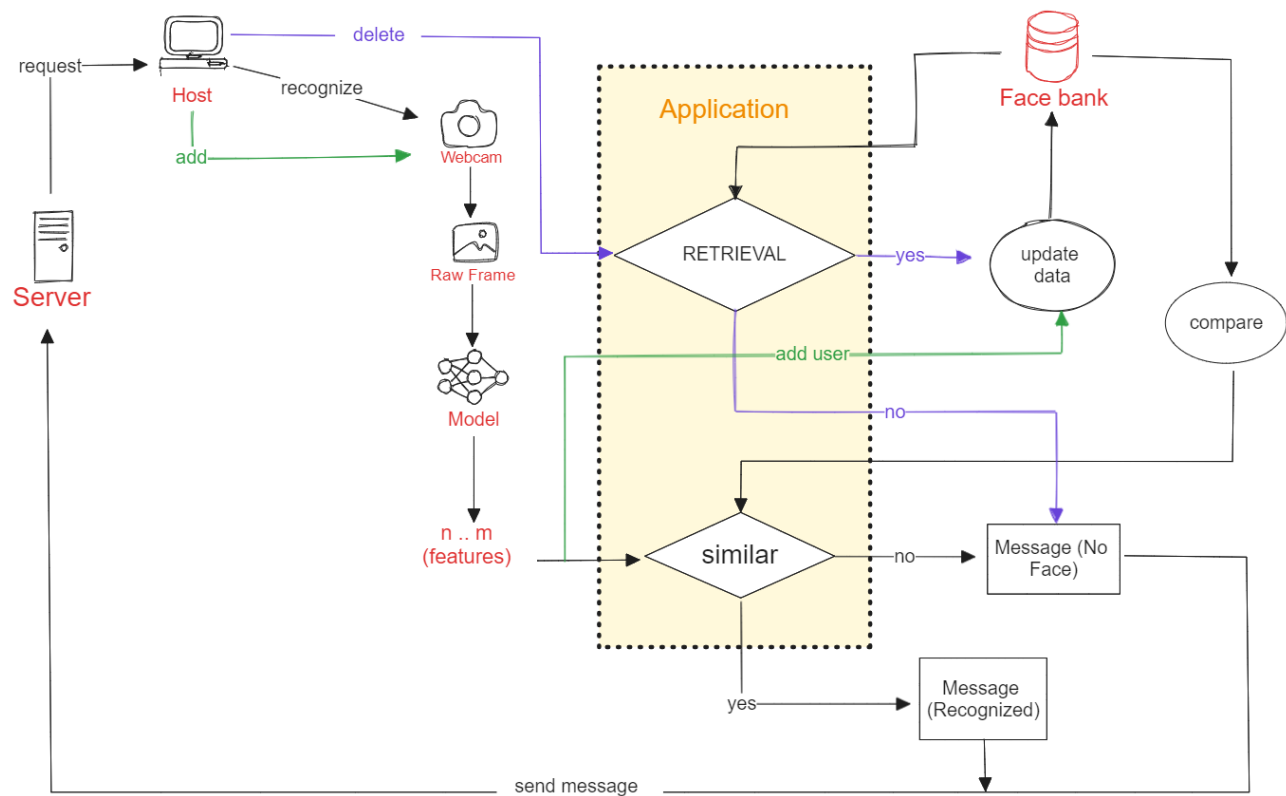 delete
request
Host
recognize
add
Webcam
Application
Face bank
Raw Frame
RETRIEVAL
yes
update
data
Server
compare
add user
Model
no
n .. m
(features)
similar
no
Message (No
Face)
yes
Message
(Recognized)
send message